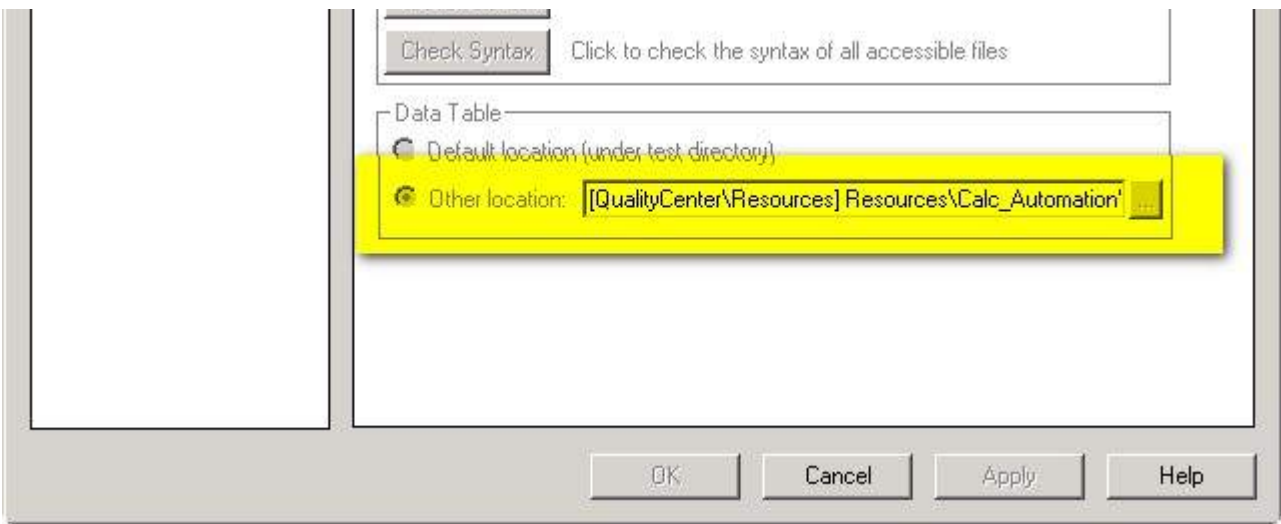 Check Syntax Click to check the syntax of all accessible files
Data Table
Default location (under test directory)
Other location: [QualityCenter\Resources] Resources\Calc_Automation\ ...
OK Cancel Apply Help